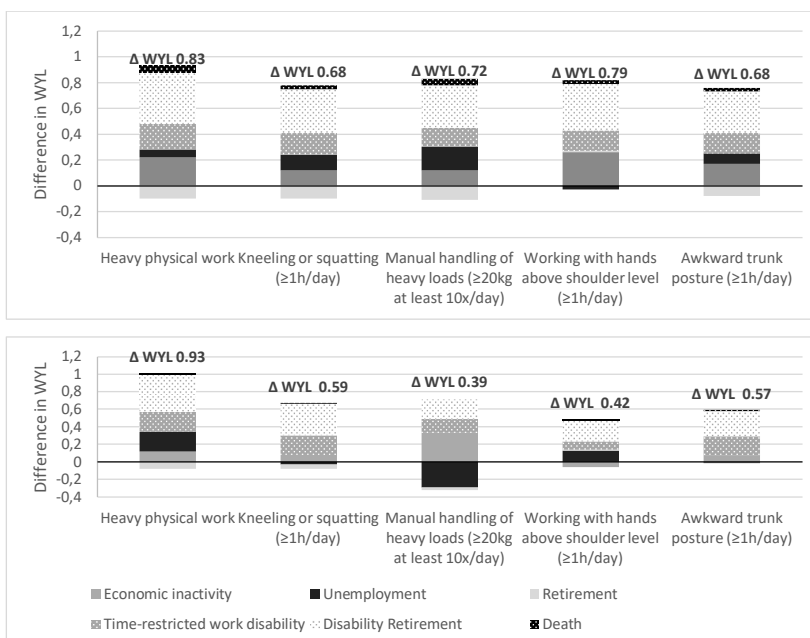 1,2
1
0,8
0,6
0,4
0,2
0
-0,2
-0,4
Difference in WYL
Δ WYL 0.83
Δ WYL 0.68
Δ WYL 0.72
Δ WYL 0.79
Δ WYL 0.68
Heavy physical work
Kneeling or squatting
(≥1h/day)
Manual handling of
heavy loads (≥20kg
at least 10x/day)
Working with hands
above shoulder level
(≥1h/day)
Awkward trunk
posture (≥1h/day)
1,2
1
0,8
0,6
0,4
0,2
0
-0,2
-0,4
Difference in WYL
Δ WYL 0.93
Δ WYL 0.59
Δ WYL 0.39
Δ WYL 0.42
Δ WYL 0.57
Heavy physical work
Kneeling or squatting
(≥1h/day)
Manual handling of
heavy loads (≥20kg
at least 10x/day)
Working with hands
above shoulder level
(≥1h/day)
Awkward trunk
posture (≥1h/day)
Economic inactivity
Unemployment
Retirement
Time-restricted work disability
Disability Retirement
Death